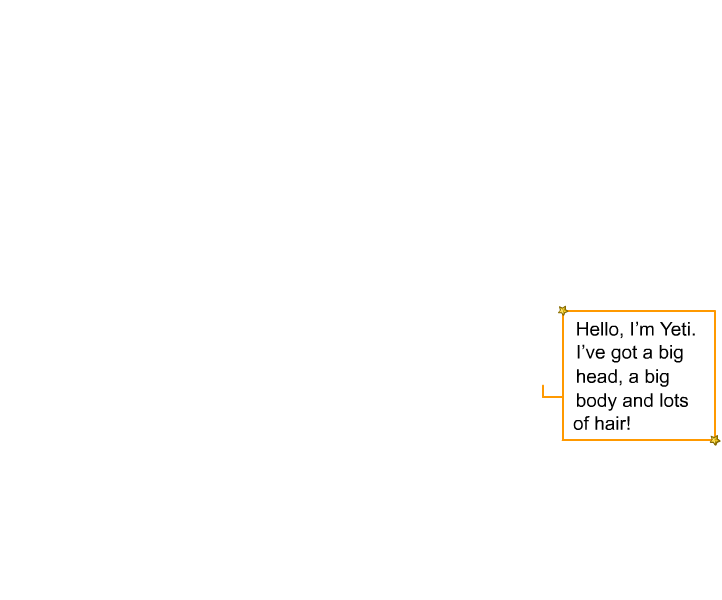 Hello, I'm Yeti.
I've got a big
head, a big
body and lots
of hair!